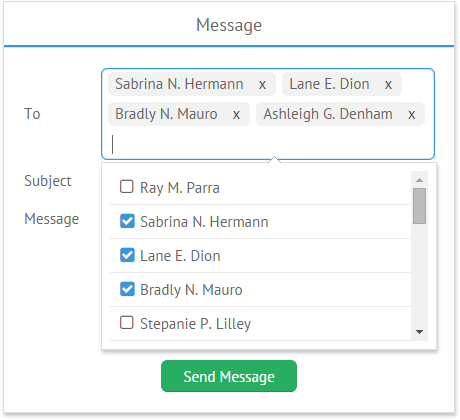 Message
To
Sabrina N. Hermann x Lane E. Dion x
Bradly N. Mauro x Ashleigh G. Denham x
Subject
Message
Ray M. Parra
Sabrina N. Hermann
Lane E. Dion
Bradly N. Mauro
Stepanie P. Lilley
Send Message